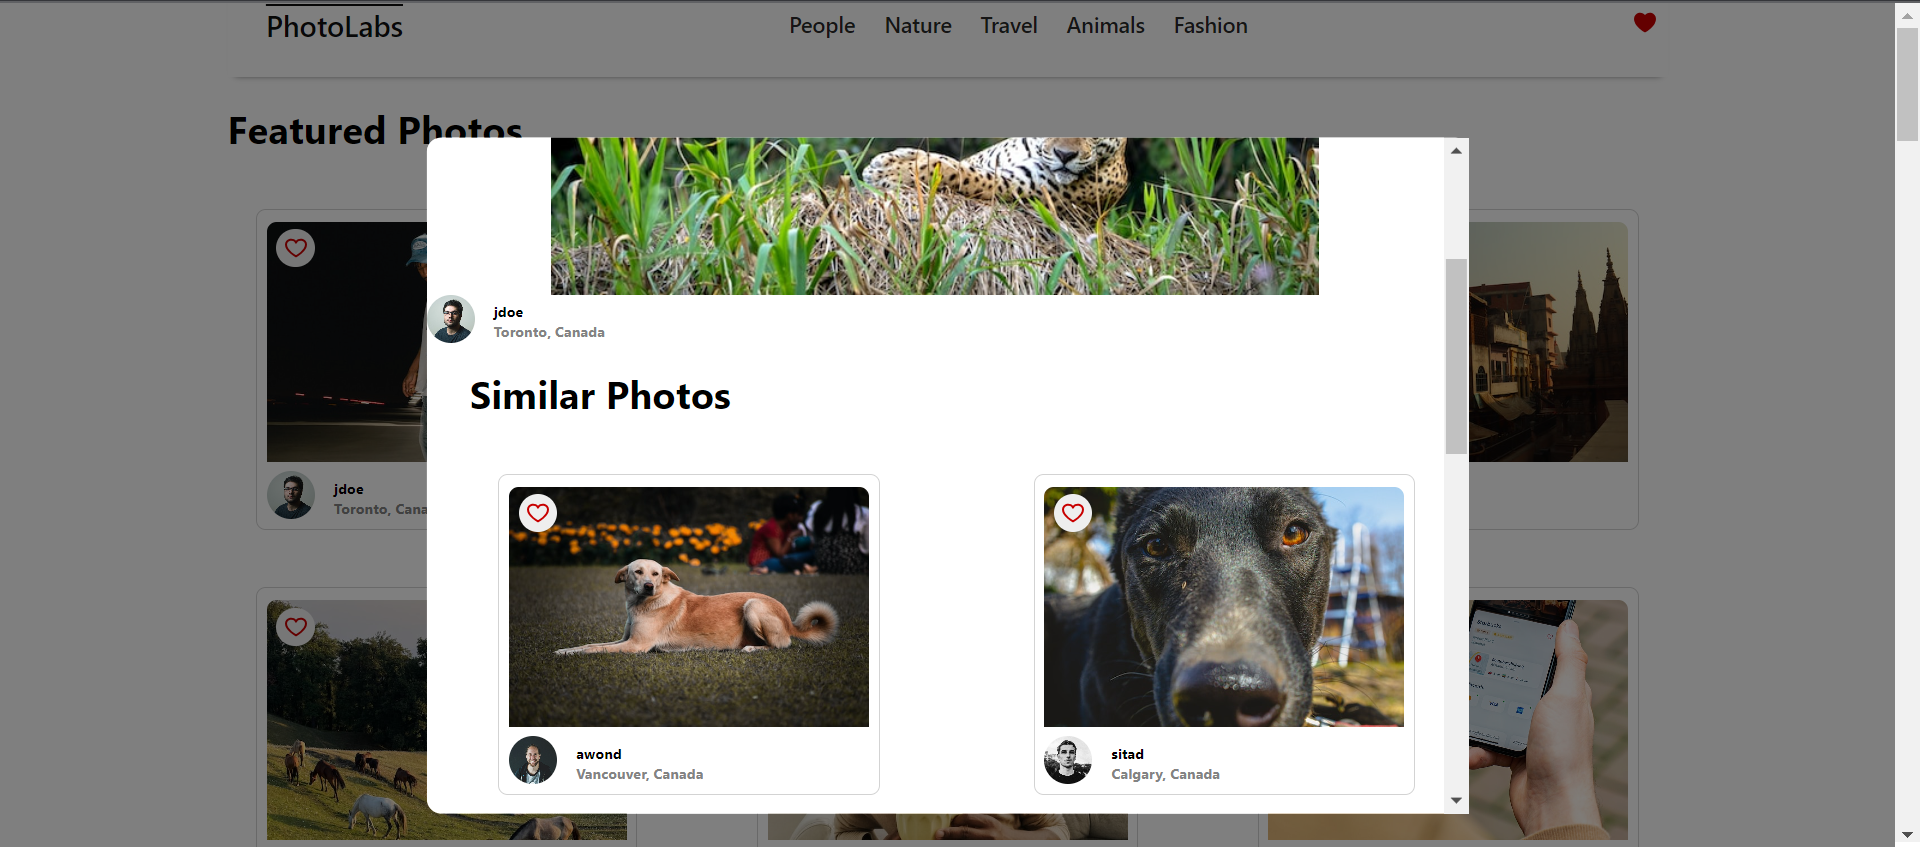 PhotoLabs
People Nature Travel Animals Fashion
Featured Photos
jdoe
Toronto, Cana
jdoe
Toronto, Canada
Similar Photos
awond
Vancouver, Canada
sitad
Calgary, Canada